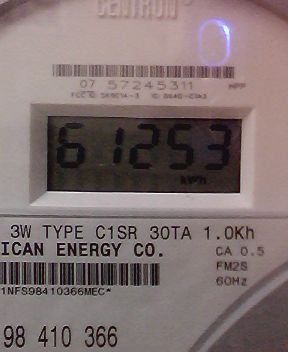 CENTRON
07 57245311
61253
kWh
3W TYPE C1SR 30TA 1.0Kh
ICAN ENERGY CO.
CA 0.5
FM2S
60Hz
1NFS98410366MEC*
98 410 366